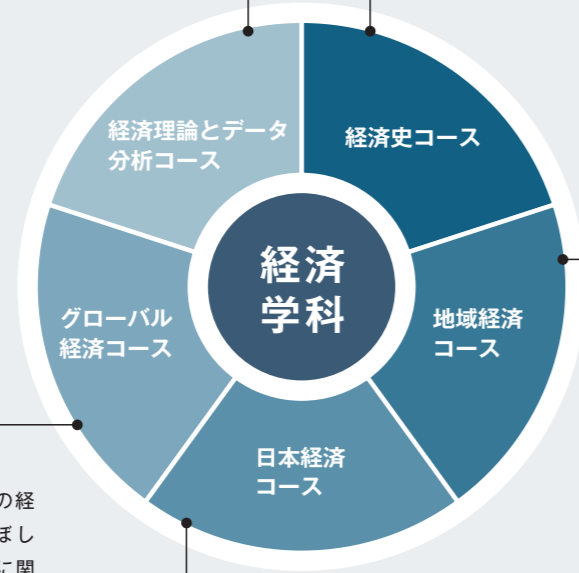 経済理論とデータ
分析コース
経済史コース
経済
学科
グローバル
経済コース
地域経済
コース
日本経済
コース
の経
ぼし
に関